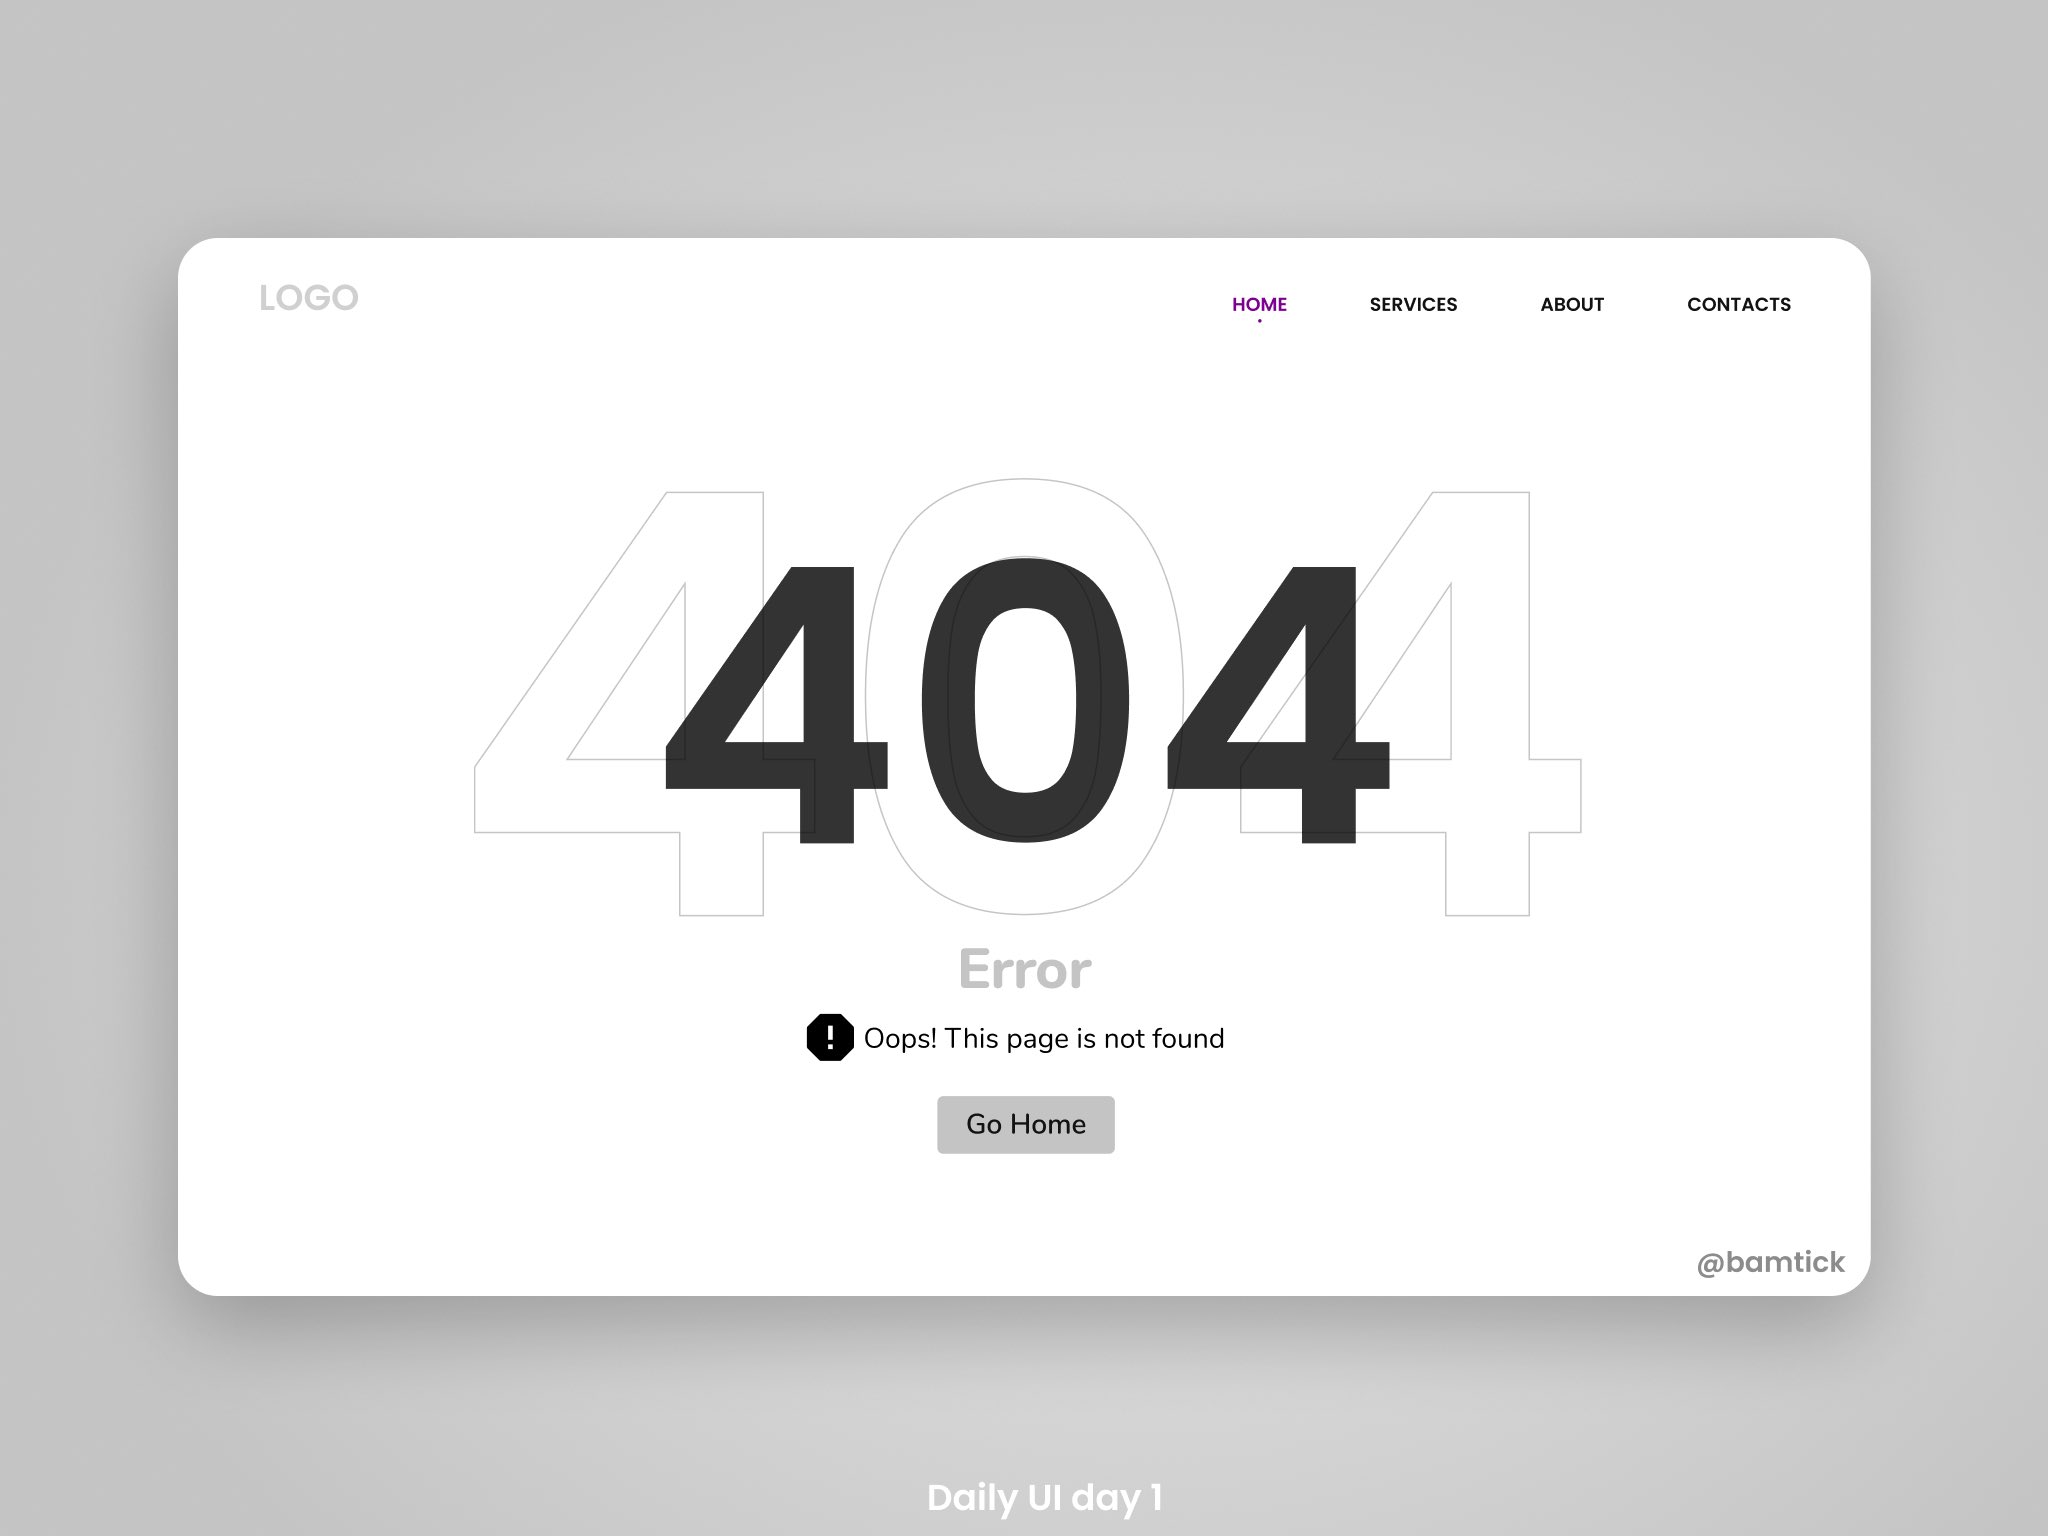 LOGO
HOME SERVICES ABOUT CONTACTS
404
404
Error
! Oops! This page is not found
Go Home
@bamtick
Daily UI day 1